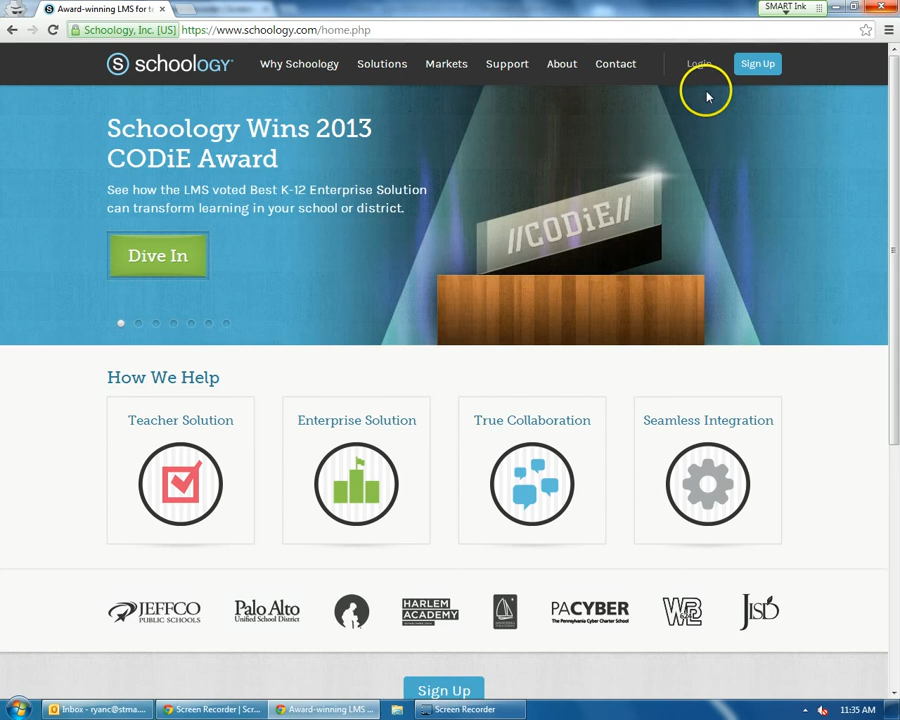 Award-winning LMS for t
SMART Ink
Schoology, Inc. [US]
https://www.schoology.com/home.php
S schoology
Why Schoology
Solutions
Markets
Support
About
Contact
Login
Sign Up
Schoology Wins 2013
CODiE Award
See how the LMS voted Best K-12 Enterprise Solution
can transform learning in your school or district.
Dive In
//CODiE//
How We Help
Teacher Solution
Enterprise Solution
True Collaboration
Seamless Integration
JEFFCO
PUBLIC SCHOOLS
Palo Alto
Unified School District
HARLEM
ACADEMY
PACYBER
The Pennsylvania Cyber Charter School
JISD
Sign Up
Inbox - ryanc@stma....
Screen Recorder | Scr...
Award-winning LMS ...
Screen Recorder
11:35 AM